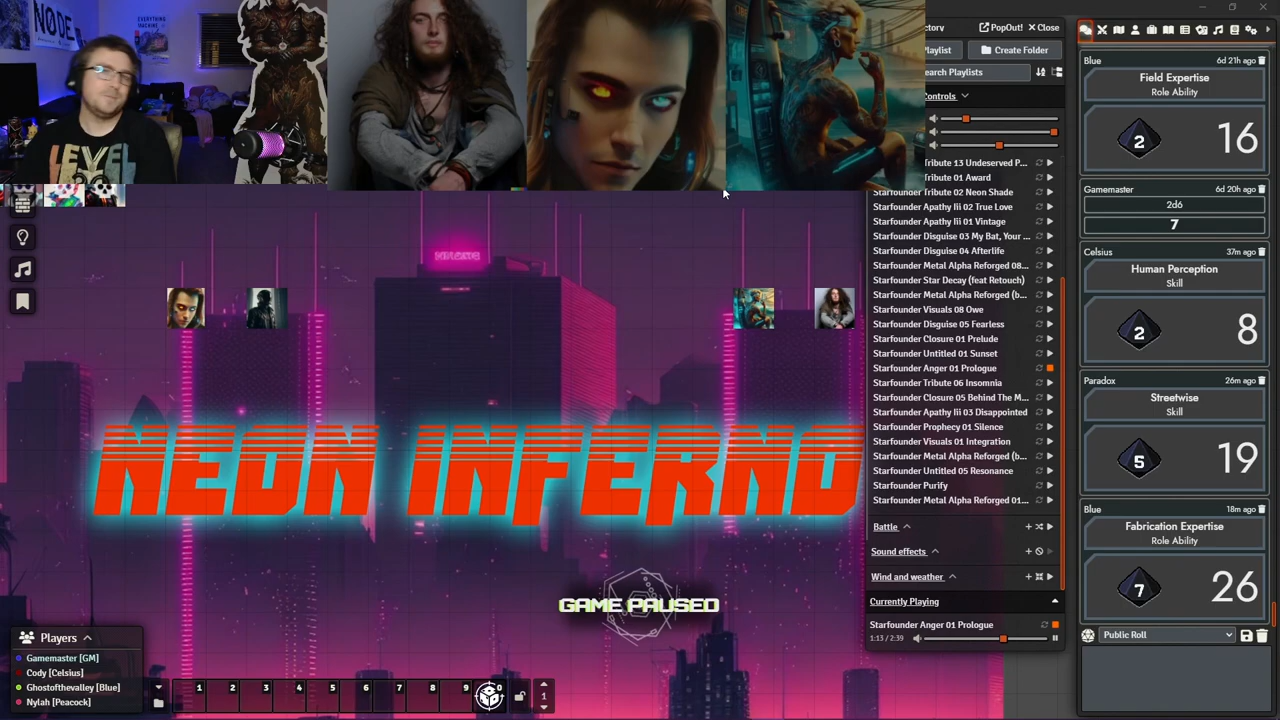 NODE
EVERYTHING
MACHINE
LEVEL
ctory
PopOut!
Close
laylist
Create Folder
earch Playlists
Controls
Tribute 13 Undeserved P...
Tribute 01 Award
Starfounder Tribute 02 Neon Shade
Starfounder Apathy Iii 02 True Love
Starfounder Apathy Iii 01 Vintage
Starfounder Disguise 03 My Bat, Your ...
Starfounder Disguise 04 Afterlife
Starfounder Metal Alpha Reforged 08...
Starfounder Star Decay (feat Retouch)
Starfounder Metal Alpha Reforged (b...
Starfounder Visuals 08 Owe
Starfounder Disguise 05 Fearless
Starfounder Closure 01 Prelude
Starfounder Untitled 01 Sunset
Starfounder Anger 01 Prologue
Starfounder Tribute 06 Insomnia
Starfounder Closure 05 Behind The M...
Starfounder Apathy Iii 03 Disappointed
Starfounder Prophecy 01 Silence
Starfounder Visuals 01 Integration
Starfounder Metal Alpha Reforged (b...
Starfounder Untitled 05 Resonance
Starfounder Purify
Starfounder Metal Alpha Reforged 01...
Battle
Sound effects
Wind and weather
Currently Playing
Starfounder Anger 01 Prologue
1:13 / 2:39
Blue 6d 21h ago
Field Expertise
Role Ability
2 16
Gamemaster 6d 20h ago
2d6
7
Celsius 37m ago
Human Perception
Skill
2 8
Paradox 26m ago
Streetwise
Skill
5 19
Blue 18m ago
Fabrication Expertise
Role Ability
7 26
Public Roll
NEON INFERNO
GAME PAUSED
Players
Gamemaster [GM]
Cody [Celsius]
Ghostofthevalley [Blue]
Nylah [Peacock]
1 2 3 4 5 6 7 8 9 0
1